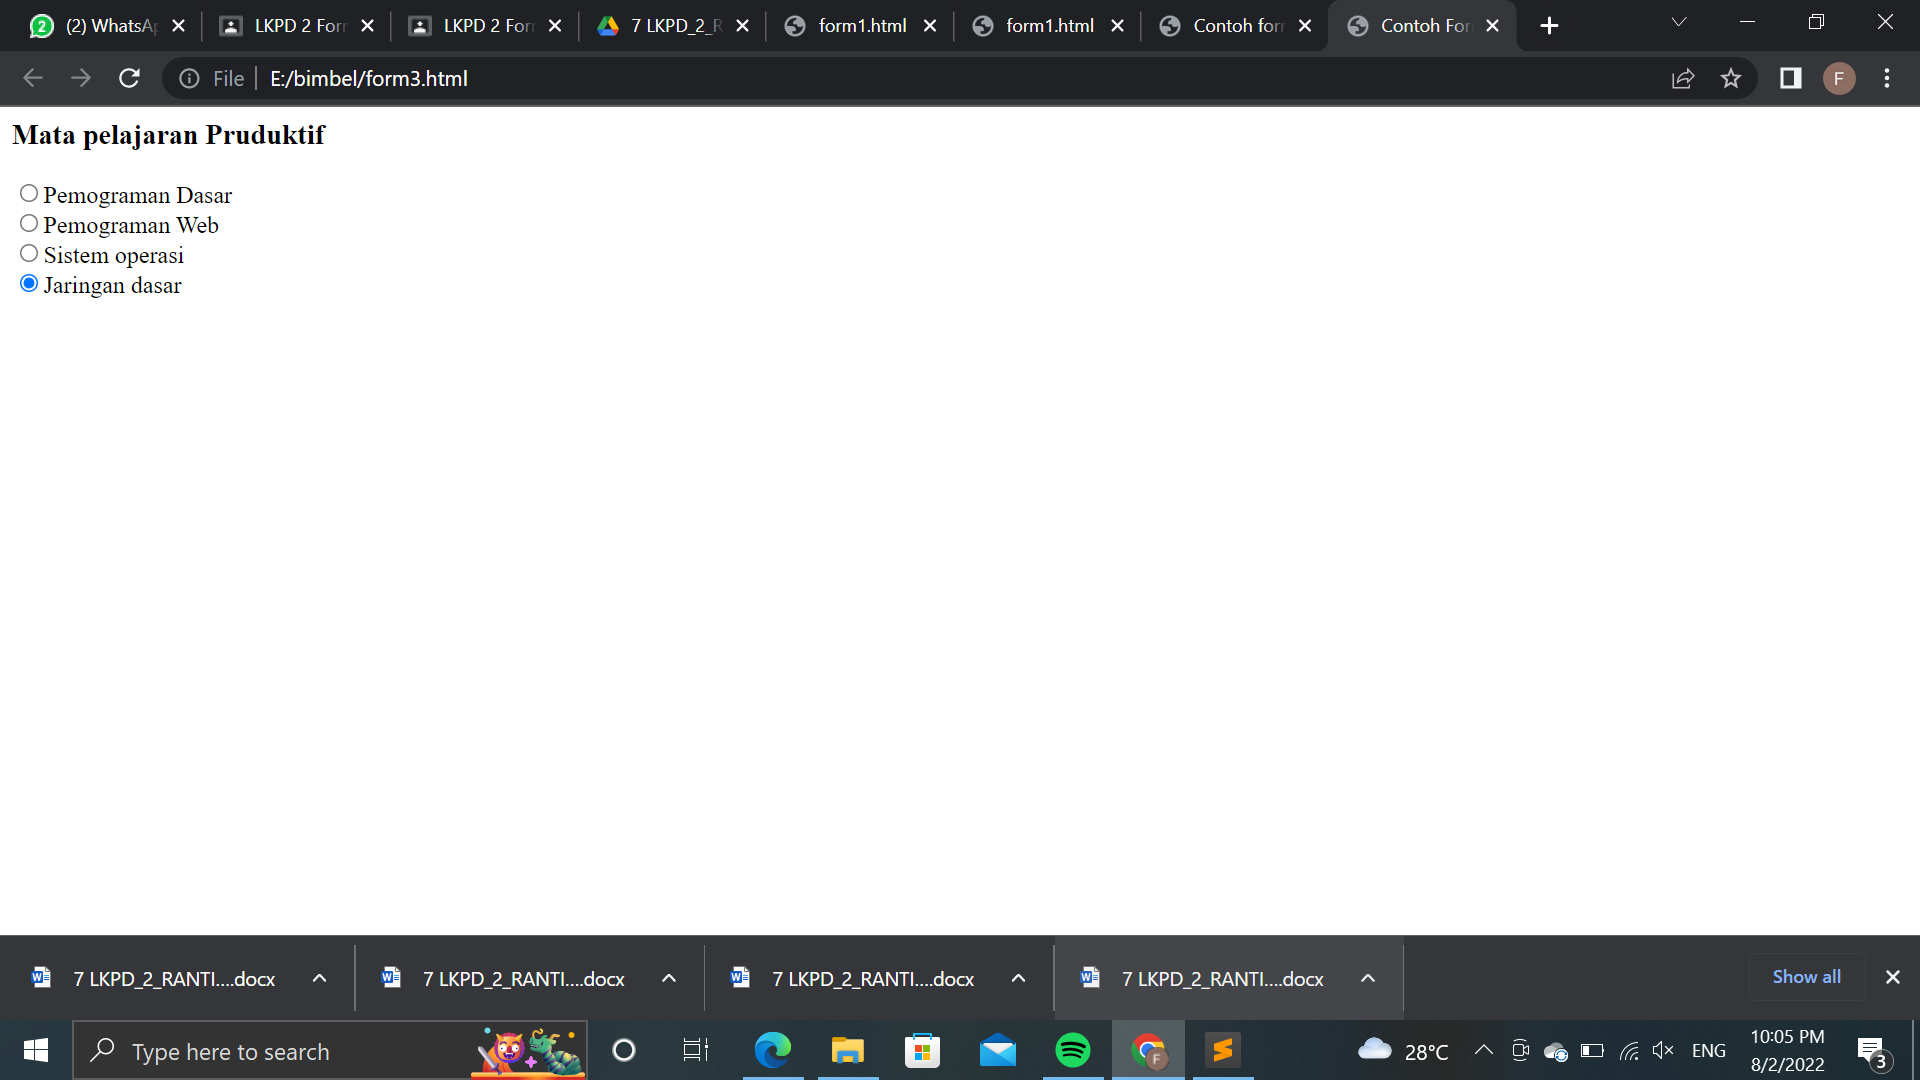 (2) WhatsAp
LKPD 2 Forr
LKPD 2 Forr
7 LKPD_2_R
form1.html
form1.html
Contoh forr
Contoh For
File
E:/bimbel/form3.html
F
Mata pelajaran Pruduktif
Pemograman Dasar
Pemograman Web
Sistem operasi
Jaringan dasar
7 LKPD_2_RANTI....docx
7 LKPD_2_RANTI....docx
7 LKPD_2_RANTI....docx
7 LKPD_2_RANTI....docx
Show all
Type here to search
28°C
ENG
10:05 PM
8/2/2022
3